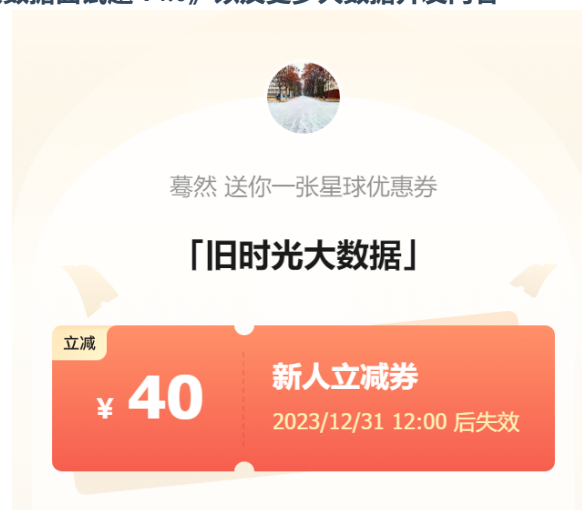 蓦然 送你一张星球优惠券
「旧时光大数据」
立减
¥ 40
新人立减券
2023/12/31 12:00 后失效